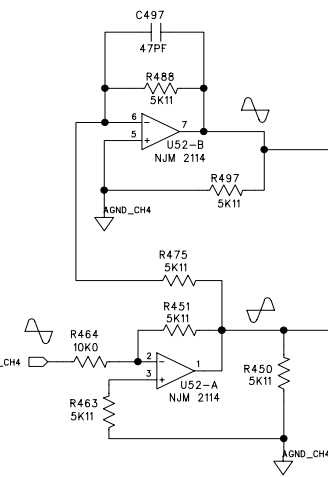 C497
47PF
R488
5K11
6
7
5
U52-B
NJM 2114
R497
5K11
AGND_CH4
R475
5K11
R451
5K11
R464
10K0
_CH4
2
1
3
U52-A
NJM 2114
R450
5K11
R463
5K11
AGND_CH4